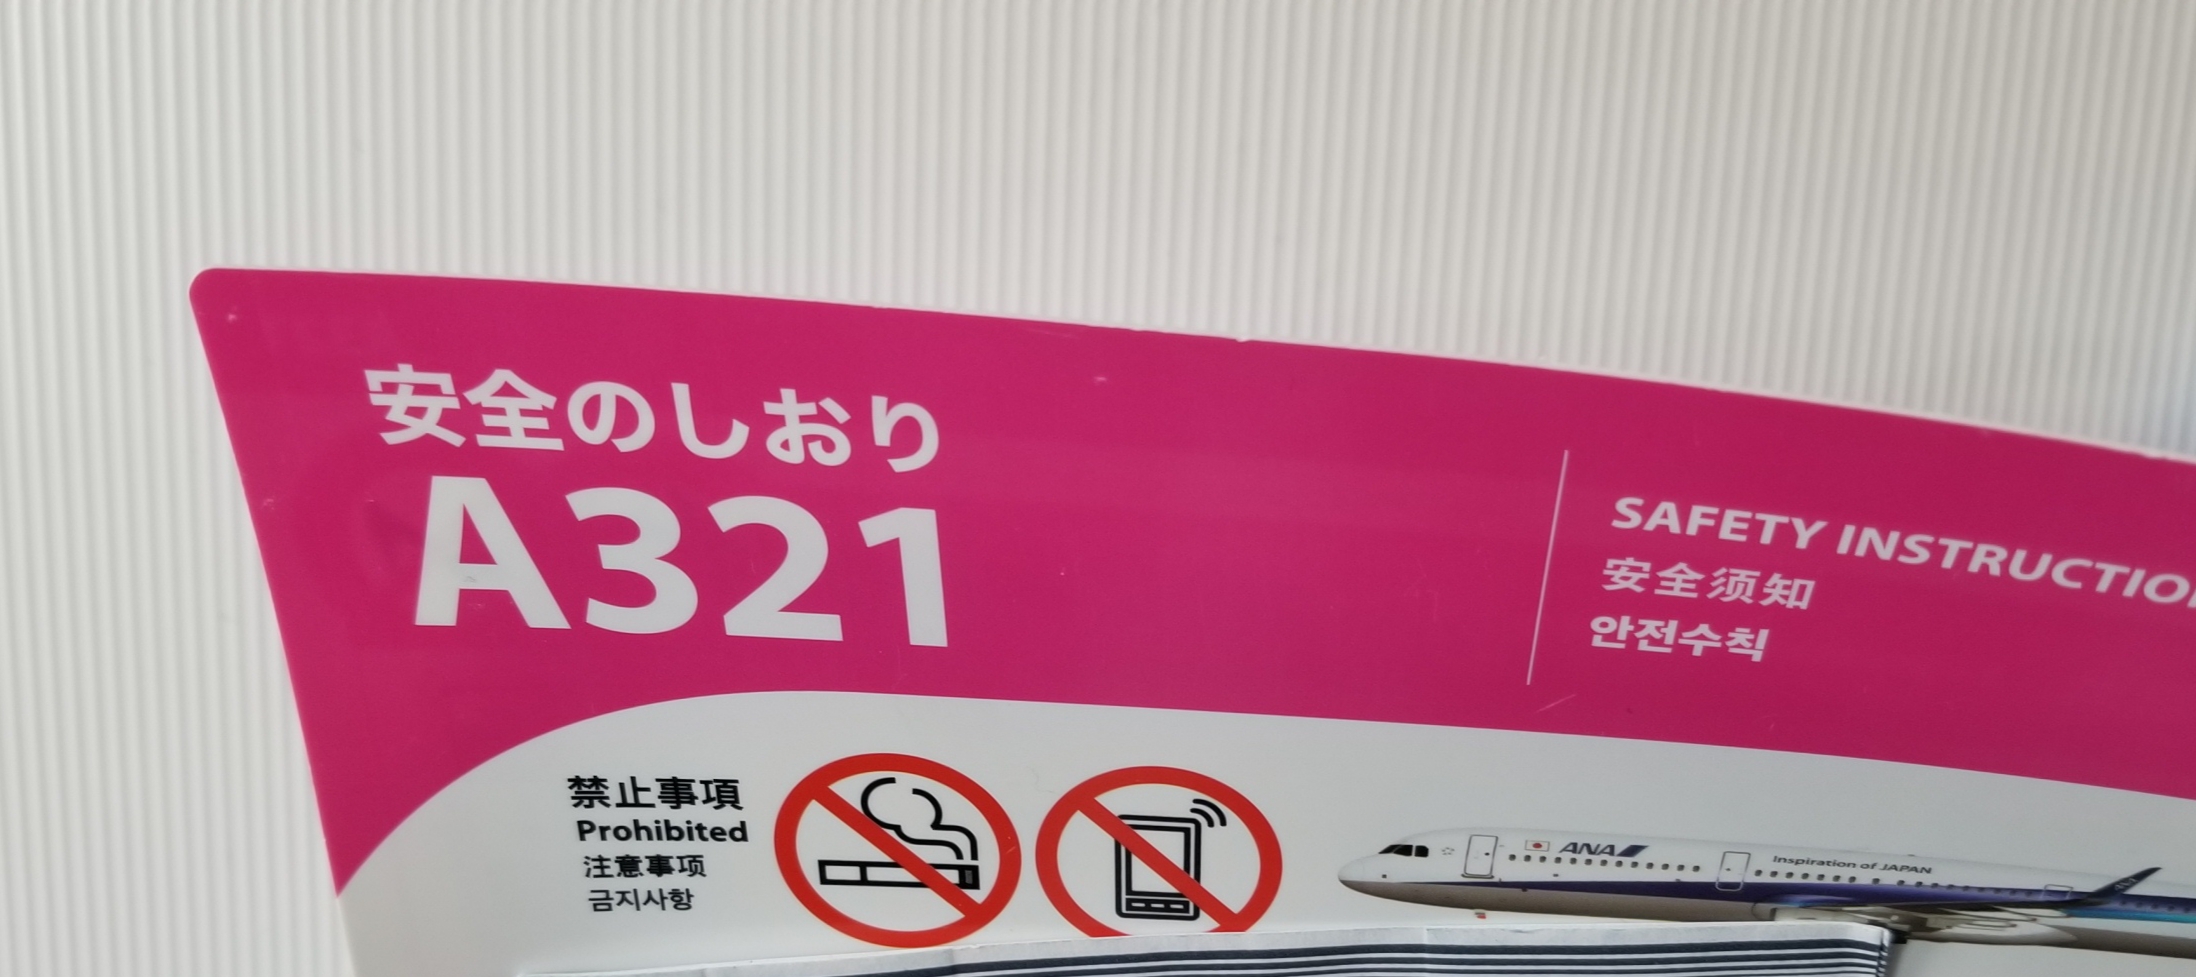 安全のしおり
A321
SAFETY INSTRUCTIO
安全须知
안전수칙
禁止事項
Prohibited
注意事项
금지사항
ANA
Inspiration of JAPAN